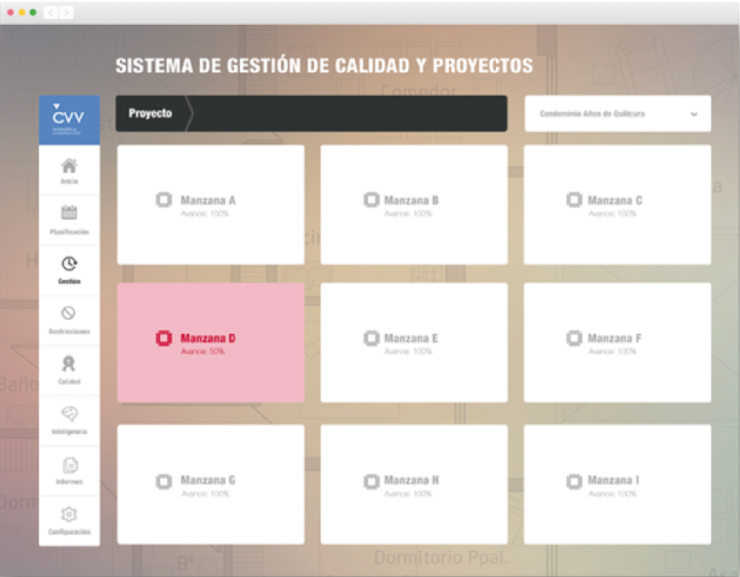 SISTEMA DE GESTIÓN DE CALIDAD Y PROYECTOS
Comedor
CVV
Proyecto
Condominio Altos de Quilicura
Inicio
Planificación
Gestión
Restricciones
Calidad
Inteligencia
Informes
Configuración
Manzana A
Avance: 100%
Manzana B
Avance: 100%
Manzana C
Avance: 100%
Manzana D
Avance: 50%
Manzana E
Avance: 100%
Manzana F
Avance: 100%
Manzana G
Avance: 100%
Manzana H
Avance: 100%
Manzana I
Avance: 100%
Baño
Dorm
B°
Dormitorio Ppal.